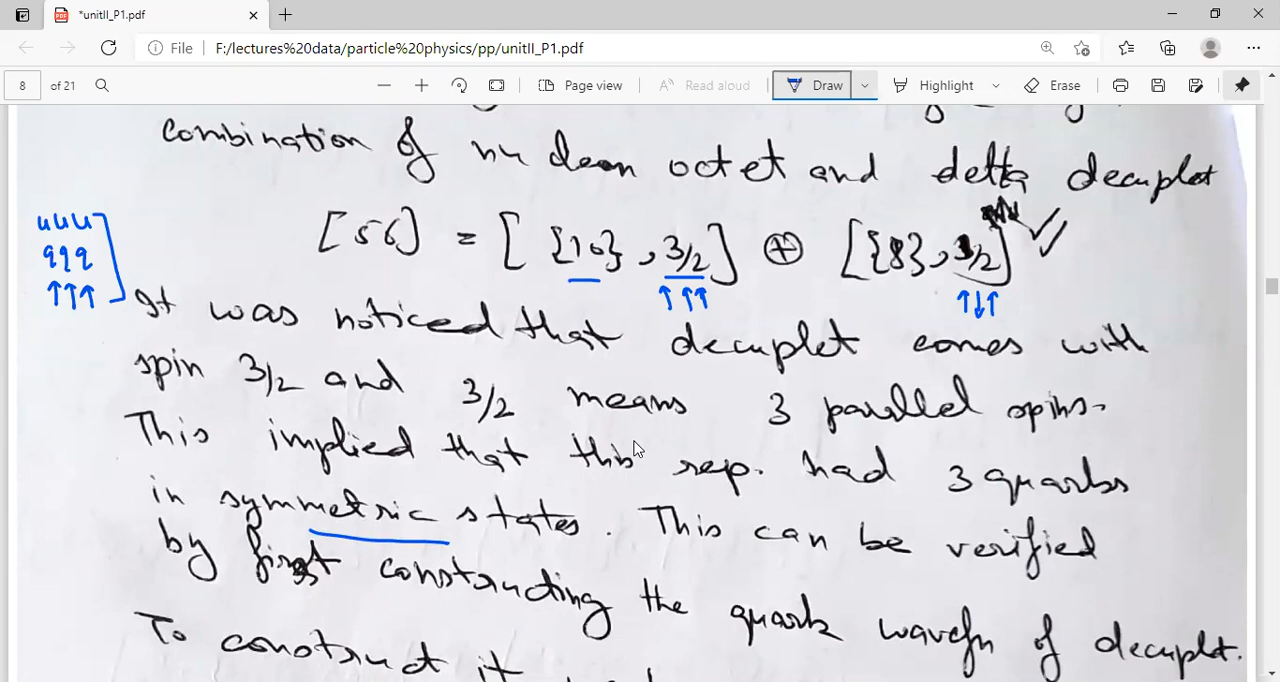 *unitII_P1.pdf
File
F:/lectures%20data/particle%20physics/pp/unitII_P1.pdf
8 of 21
Page view
Read aloud
Draw
Highlight
Erase
combination of nu cleon octet and delta decuplet
[56] = [{10}, 3/2] ⊕ [{8}, 1/2]
uuu
qqq
↑↑↑
↑↑↑ ↑↓↑
It was noticed that decuplet comes with
spin 3/2 and 3/2 means 3 parallel spins.
This implied that this rep. had 3 quarks
in symmetric states. This can be verified
by first constructing the quark wavefn of decuplet.
To construct it